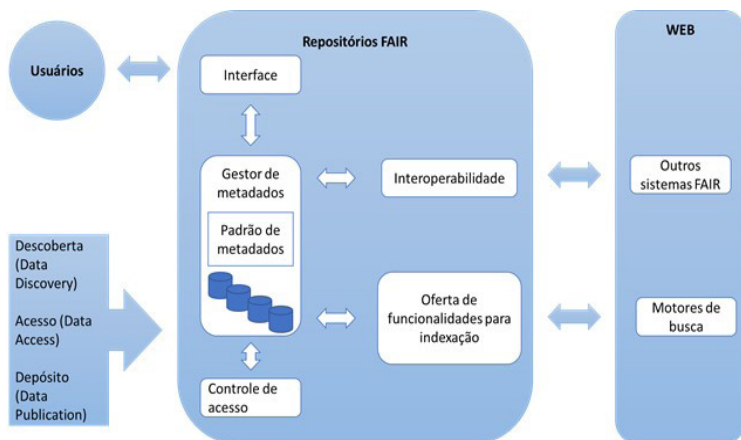 Usuários
Repositórios FAIR
Interface
Gestor de
metadados
Padrão de
metadados
Controle de
acesso
Interoperabilidade
Oferta de
funcionalidades para
indexação
WEB
Outros
sistemas FAIR
Motores de
busca
Descoberta
(Data
Discovery)
Acesso (Data
Access)
Depósito
(Data
Publication)